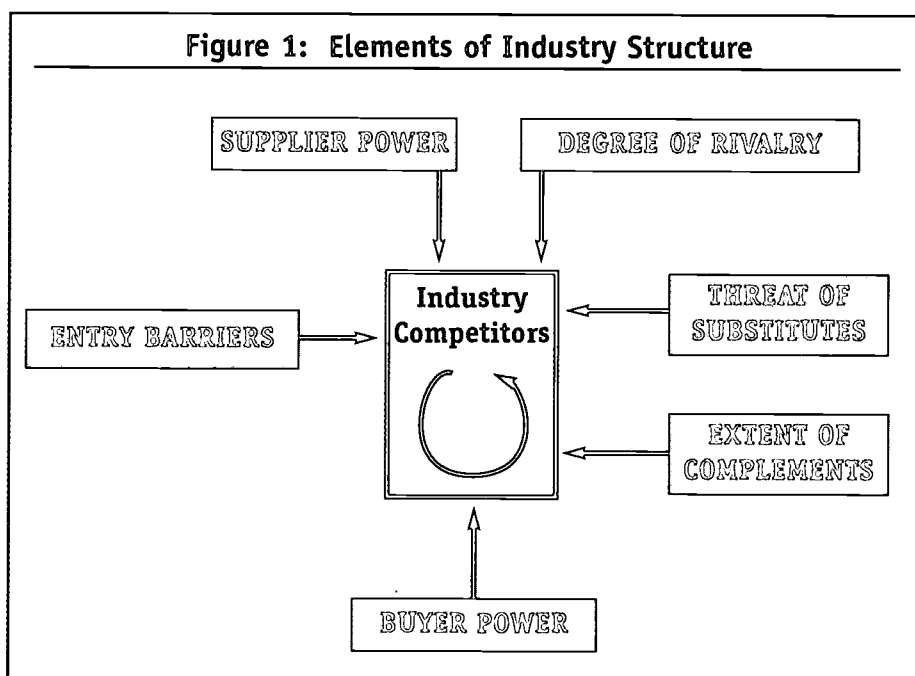 Figure 1: Elements of Industry Structure
SUPPLIER POWER
DEGREE OF RIVALRY
Industry
Competitors
THREAT OF
SUBSTITUTES
ENTRY BARRIERS
EXTENT OF
COMPLEMENTS
BUYER POWER